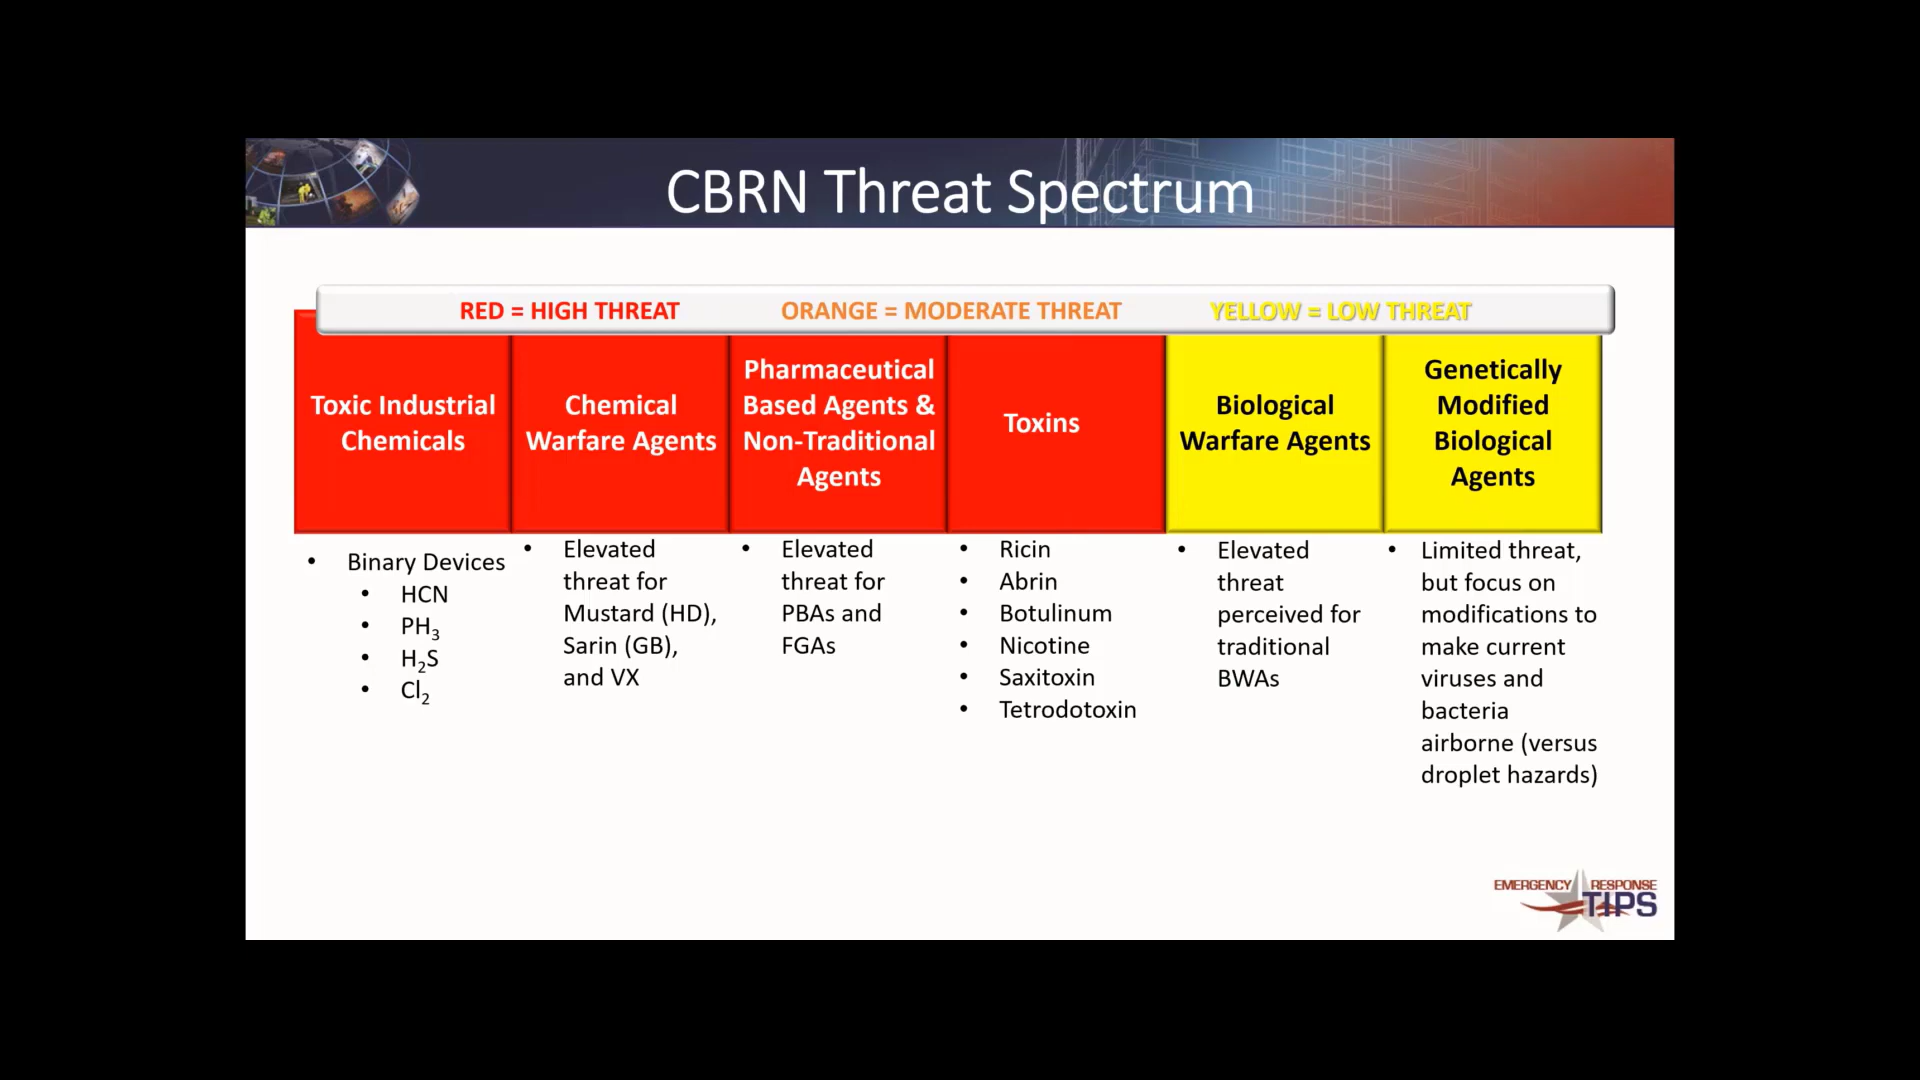 CBRN Threat Spectrum
RED = HIGH THREAT
ORANGE = MODERATE THREAT
YELLOW = LOW THREAT
Toxic Industrial
Chemicals
Chemical
Warfare Agents
Pharmaceutical
Based Agents &
Non-Traditional
Agents
Toxins
Biological
Warfare Agents
Genetically
Modified
Biological
Agents
• Binary Devices
• HCN
• PH3
• H2S
• Cl2
• Elevated
threat for
Mustard (HD),
Sarin (GB),
and VX
• Elevated
threat for
PBAs and
FGAs
• Ricin
• Abrin
• Botulinum
• Nicotine
• Saxitoxin
• Tetrodotoxin
• Elevated
threat
perceived for
traditional
BWAs
• Limited threat,
but focus on
modifications to
make current
viruses and
bacteria
airborne (versus
droplet hazards)
EMERGENCY RESPONSE
TIPS